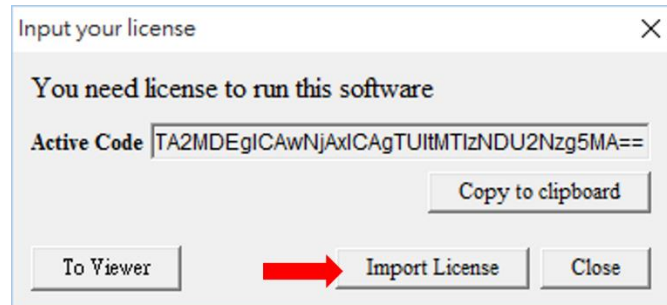 Input your license
You need license to run this software
Active Code TA2MDEgICAwNjAxICAgTUItMTIzNDU2Nzg5MA==
Copy to clipboard
To Viewer Import License Close